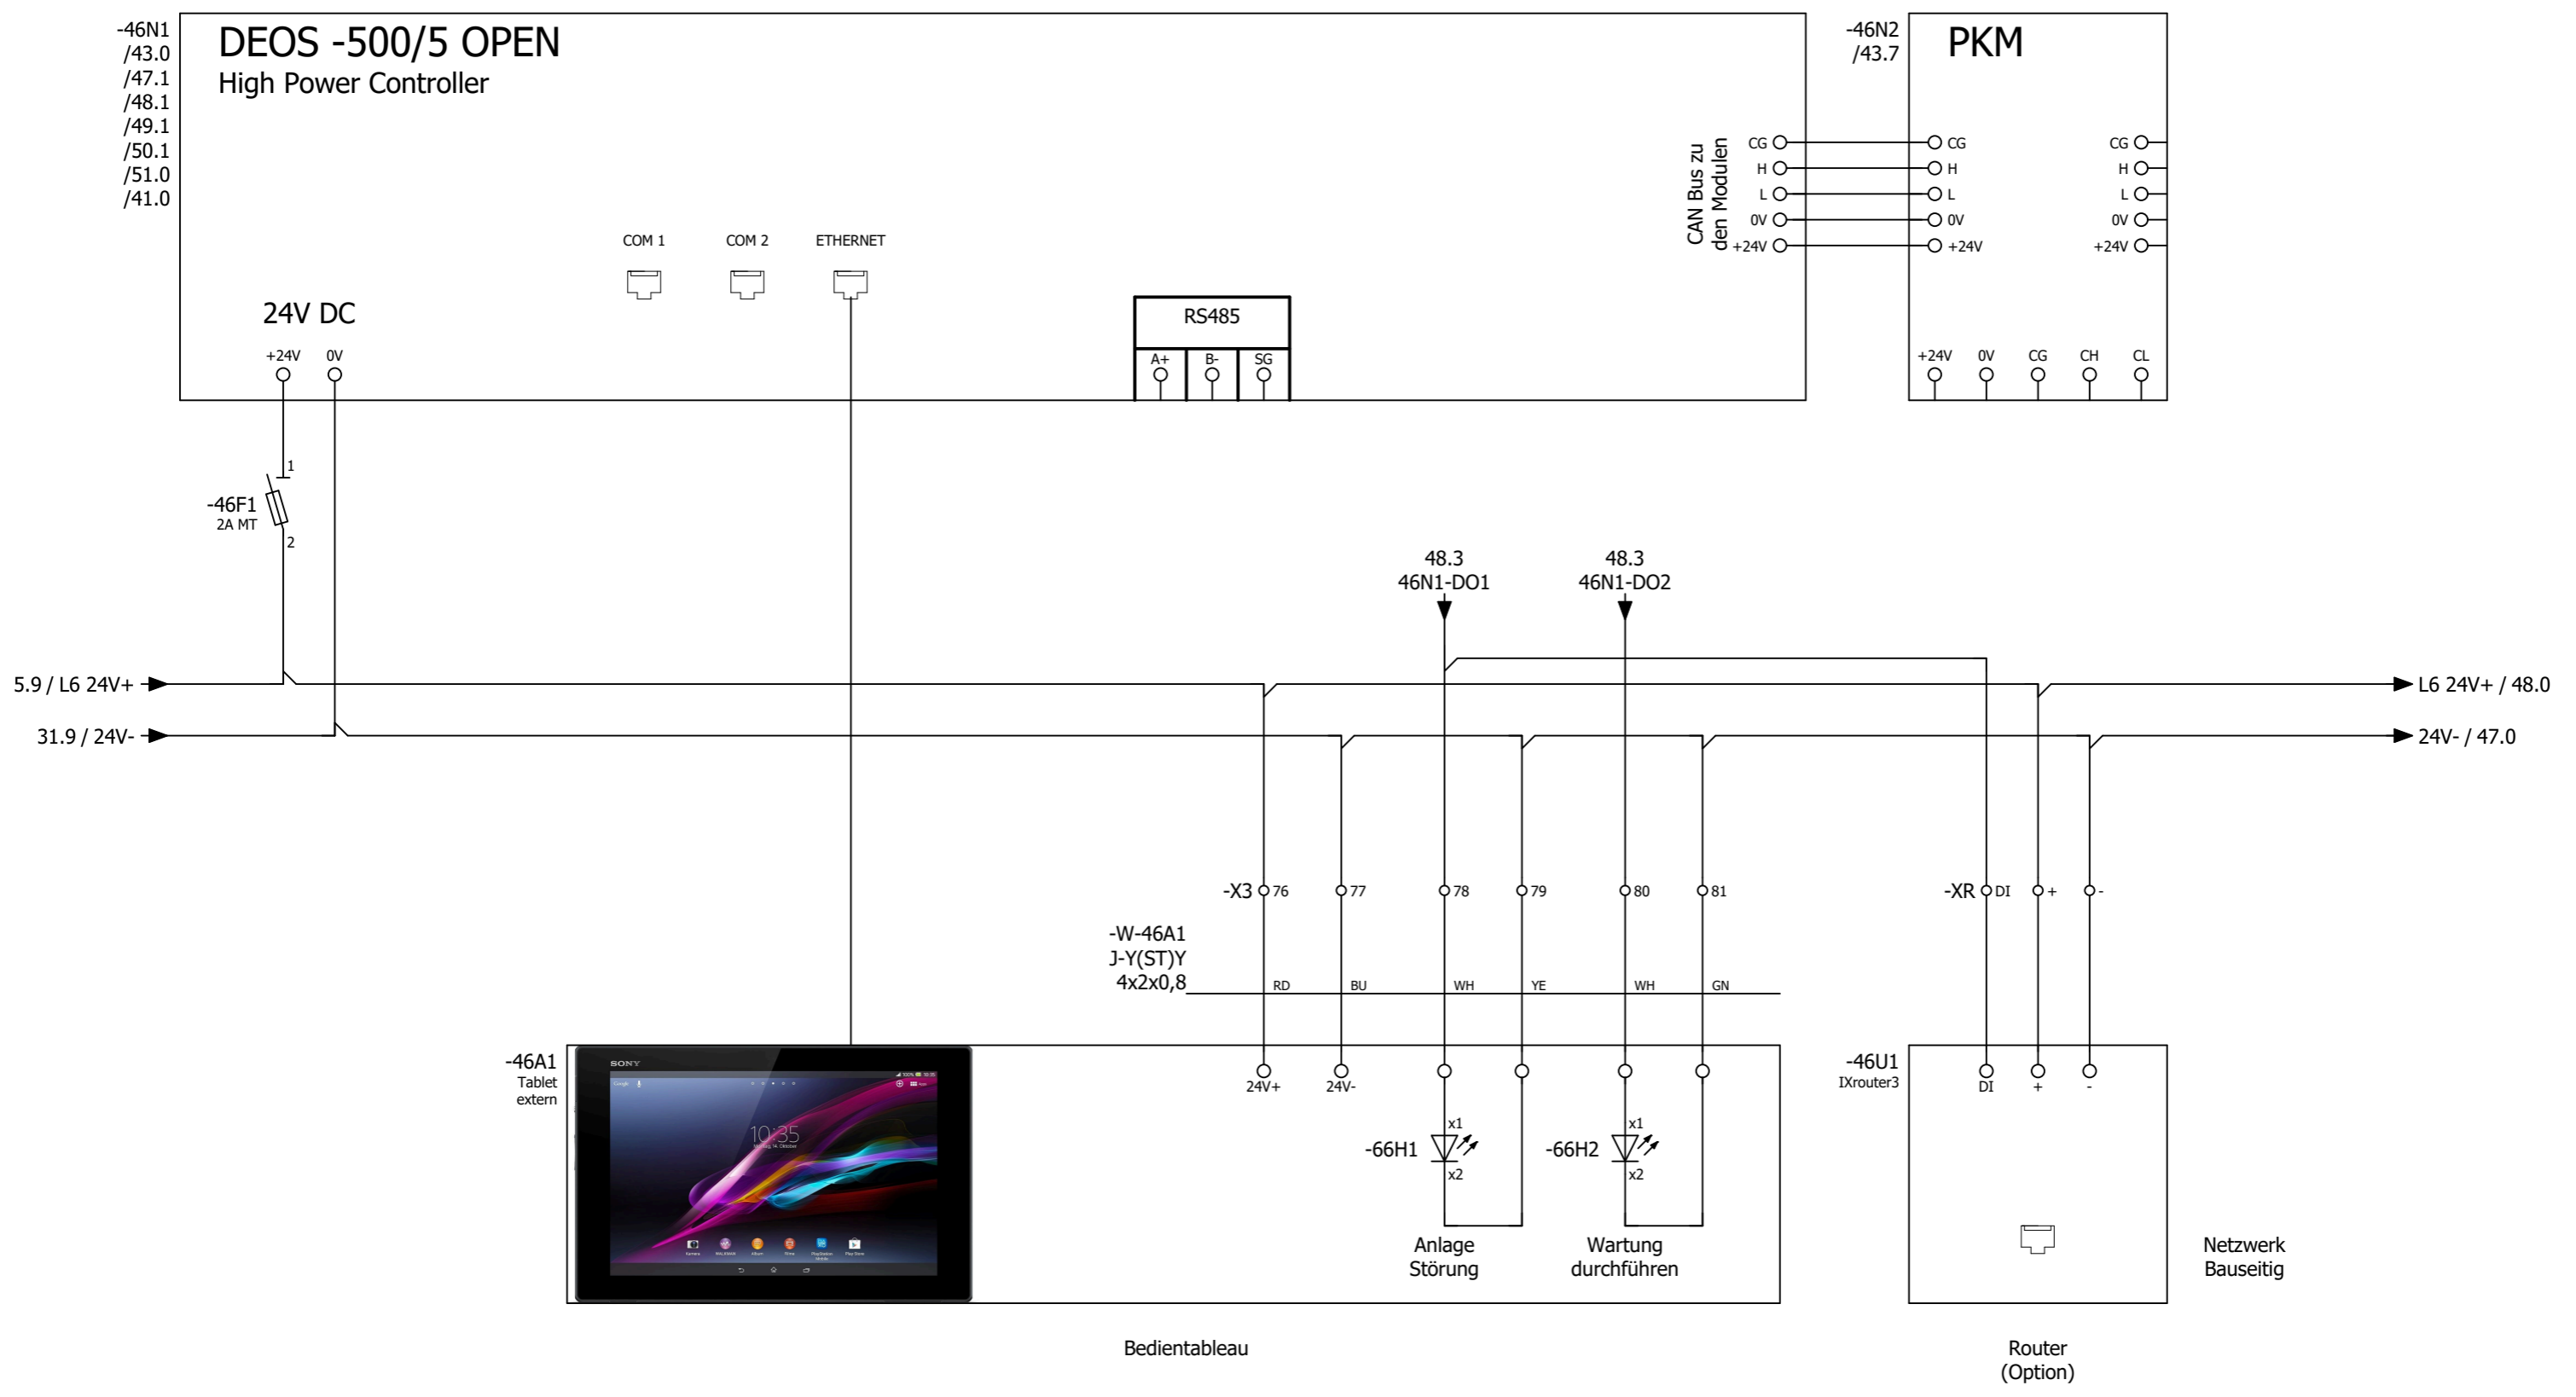 -46N1
/43.0
/47.1
/48.1
/49.1
/50.1
/51.0
/41.0
DEOS -500/5 OPEN
High Power Controller
-46N2
/43.7
PKM
CAN Bus zu
den Modulen
CG
H
L
0V
+24V
CG
H
L
0V
+24V
CG
H
L
0V
+24V
COM 1
COM 2
ETHERNET
24V DC
+24V
0V
RS485
A+
B-
SG
+24V
0V
CG
CH
CL
1
-46F1
2A MT
2
48.3
46N1-DO1
48.3
46N1-DO2
5.9 / L6 24V+
L6 24V+ / 48.0
31.9 / 24V-
24V- / 47.0
-X3
76
77
78
79
80
81
-XR
DI
+
-
-W-46A1
J-Y(ST)Y
4x2x0,8
RD
BU
WH
YE
WH
GN
-46A1
Tablet
extern
SONY
Google
100%
10:35
10:35
24V+
24V-
-66H1
x1
x2
-66H2
x1
x2
Anlage
Störung
Wartung
durchführen
-46U1
IXrouter3
DI
+
-
Netzwerk
Bauseitig
Bedientableau
Router
(Option)